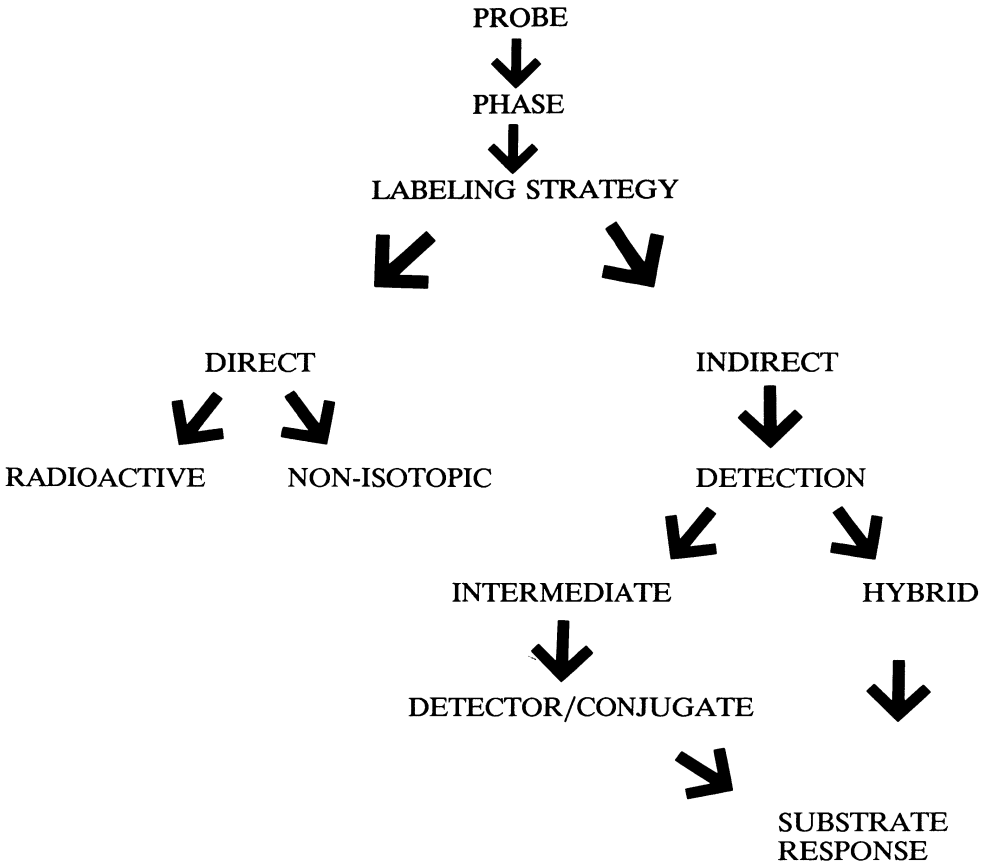 PROBE
PHASE
LABELING STRATEGY
DIRECT
INDIRECT
RADIOACTIVE
NON-ISOTOPIC
DETECTION
INTERMEDIATE
HYBRID
DETECTOR/CONJUGATE
SUBSTRATE
RESPONSE